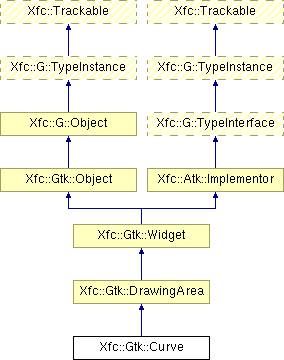 Xfc::Trackable Xfc::Trackable
Xfc::G::TypeInstance Xfc::G::TypeInstance
Xfc::G::Object Xfc::G::TypeInterface
Xfc::Gtk::Object Xfc::Atk::Implementor
Xfc::Gtk::Widget
Xfc::Gtk::DrawingArea
Xfc::Gtk::Curve